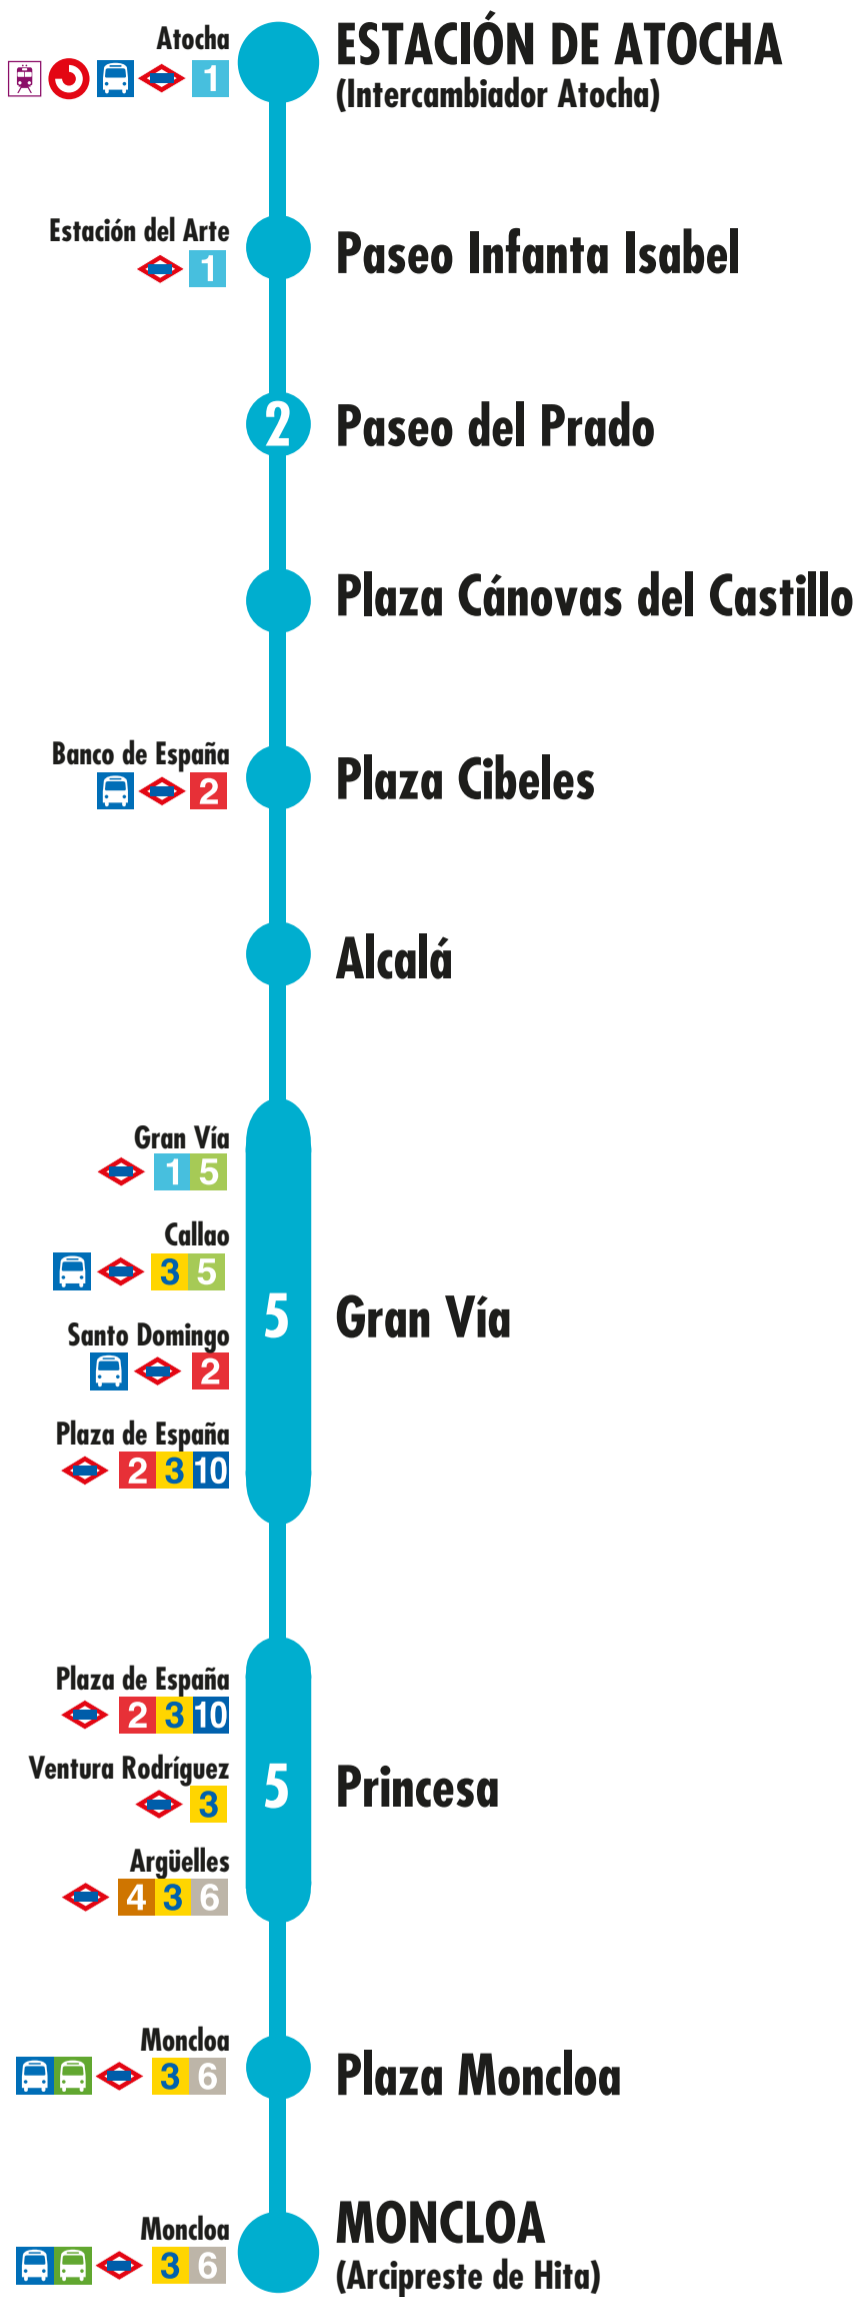 Atocha
1
ESTACIÓN DE ATOCHA
(Intercambiador Atocha)
Estación del Arte
1
Paseo Infanta Isabel
2
Paseo del Prado
Plaza Cánovas del Castillo
Banco de España
2
Plaza Cibeles
Alcalá
Gran Vía
1 5
Callao
3 5
Santo Domingo
2
Plaza de España
2 3 10
5
Gran Vía
Plaza de España
2 3 10
Ventura Rodríguez
3
Argüelles
4 3 6
5
Princesa
Moncloa
3 6
Plaza Moncloa
Moncloa
3 6
MONCLOA
(Arcipreste de Hita)